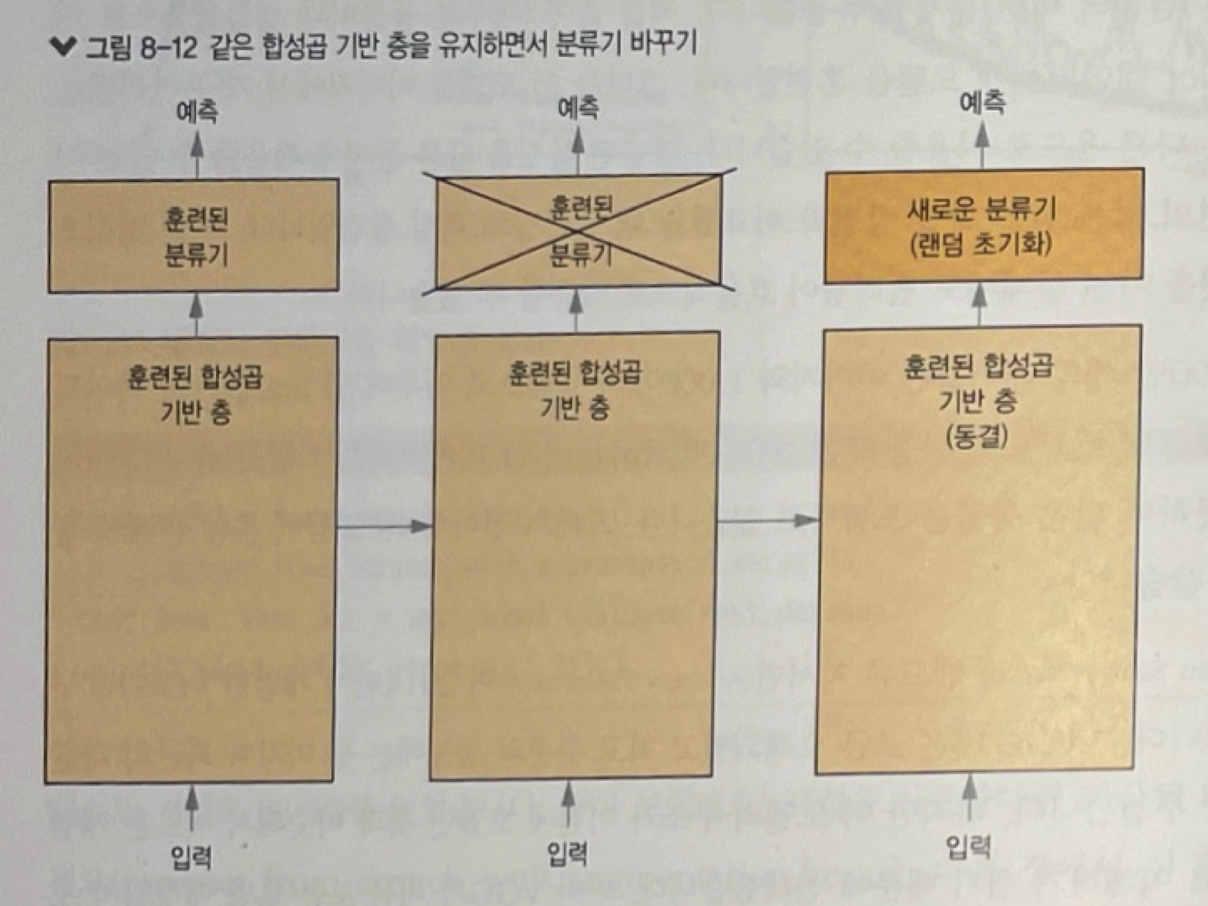 그림 8-12 같은 합성곱 기반 층을 유지하면서 분류기 바꾸기
예측
훈련된
분류기
훈련된 합성곱
기반 층
입력
예측
훈련된
분류기
훈련된 합성곱
기반 층
입력
예측
새로운 분류기
(랜덤 초기화)
훈련된 합성곱
기반 층
(동결)
입력